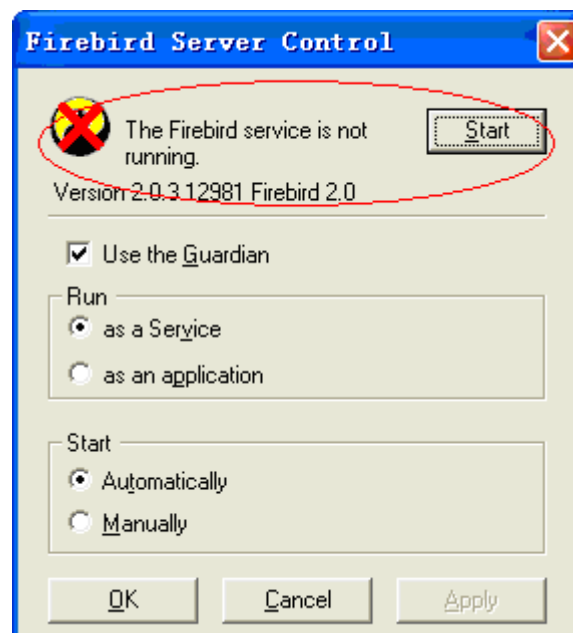 Firebird Server Control
The Firebird service is not
running.
Start
Version 2.0.3.12981 Firebird 2.0
Use the Guardian
Run
as a Service
as an application
Start
Automatically
Manually
OK
Cancel
Apply